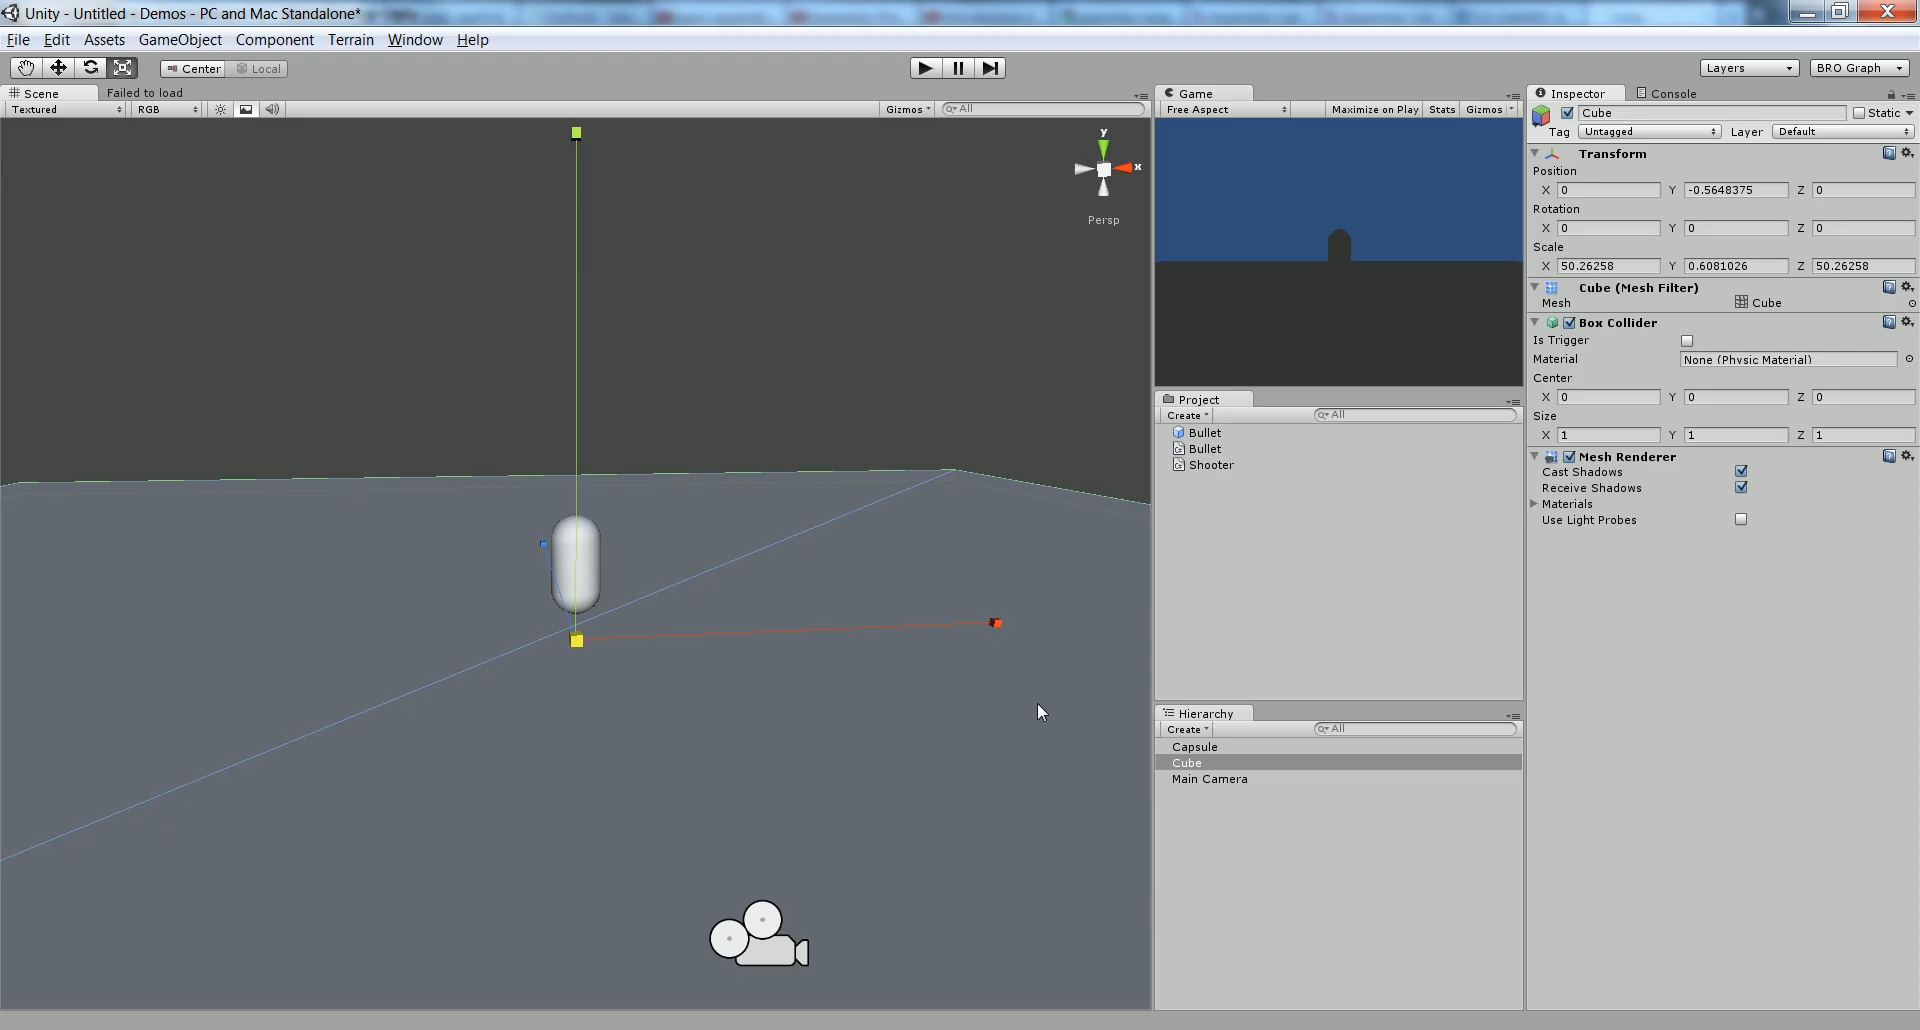 Unity - Untitled - Demos - PC and Mac Standalone*
File Edit Assets GameObject Component Terrain Window Help
Center Local
Layers
BRO Graph
Scene
Failed to load
Textured
RGB
Gizmos
All
y
x
Persp
Game
Free Aspect
Maximize on Play
Stats
Gizmos
Project
Create
All
Bullet
Bullet
Shooter
Hierarchy
Create
All
Capsule
Cube
Main Camera
Inspector
Console
Cube
Static
Tag Untagged Layer Default
Transform
Position
X 0 Y -0.5648375 Z 0
Rotation
X 0 Y 0 Z 0
Scale
X 50.26258 Y 0.6081026 Z 50.26258
Cube (Mesh Filter)
Mesh Cube
Box Collider
Is Trigger
Material None (Physic Material)
Center
X 0 Y 0 Z 0
Size
X 1 Y 1 Z 1
Mesh Renderer
Cast Shadows
Receive Shadows
Materials
Use Light Probes